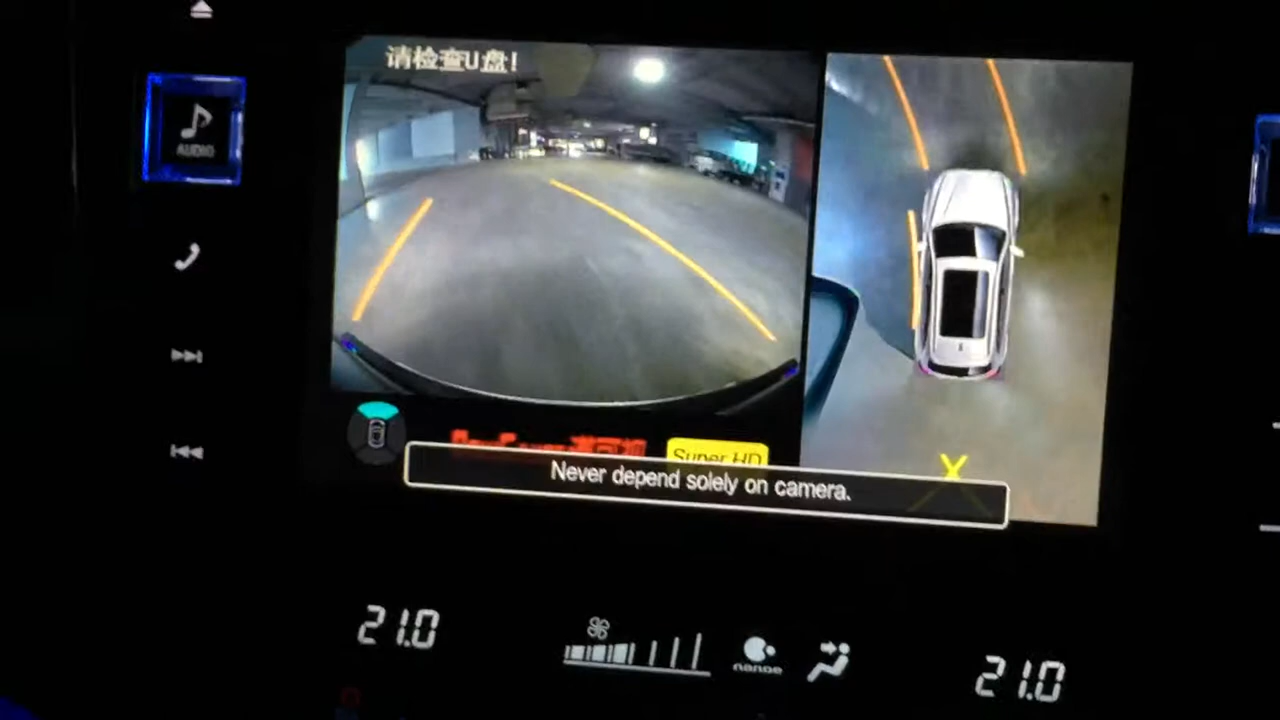 请检查U盘!
AUDIO
Super HD
Never depend solely on camera.
21.0
nanoe
21.0